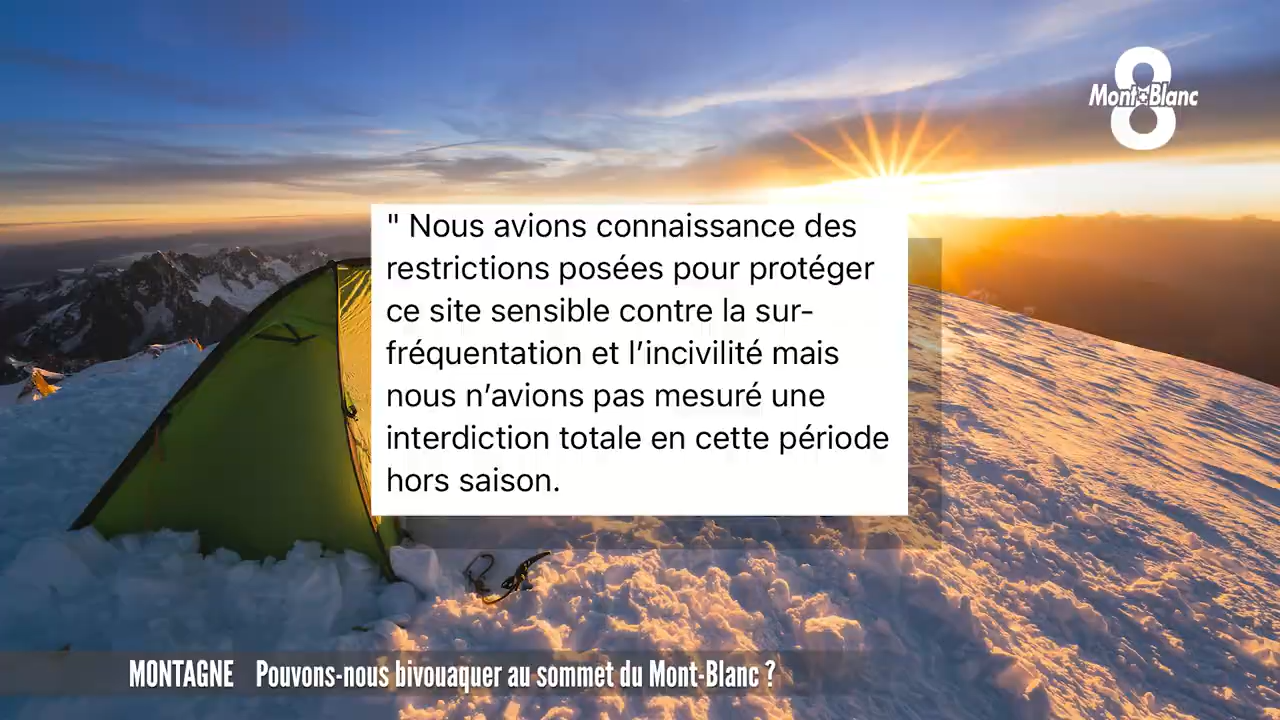 8
Mont Blanc
" Nous avions connaissance des
restrictions posées pour protéger
ce site sensible contre la sur-
fréquentation et l’incivilité mais
nous n’avions pas mesuré une
interdiction totale en cette période
hors saison.
MONTAGNE Pouvons-nous bivouaquer au sommet du Mont-Blanc ?